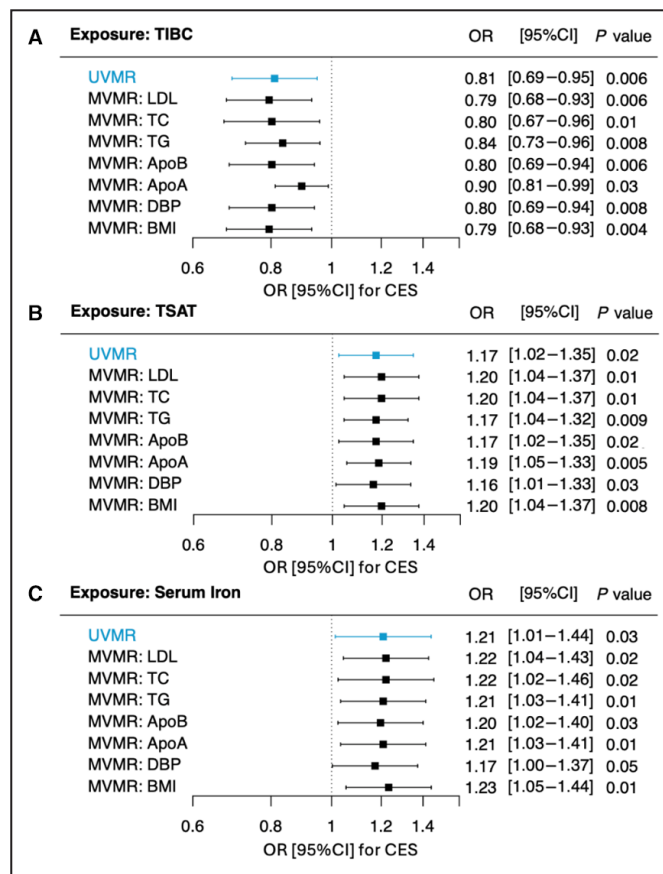 A Exposure: TIBC OR [95%CI] P value
UVMR 0.81 [0.69–0.95] 0.006
MVMR: LDL 0.79 [0.68–0.93] 0.006
MVMR: TC 0.80 [0.67–0.96] 0.01
MVMR: TG 0.84 [0.73–0.96] 0.008
MVMR: ApoB 0.80 [0.69–0.94] 0.006
MVMR: ApoA 0.90 [0.81–0.99] 0.03
MVMR: DBP 0.80 [0.69–0.94] 0.008
MVMR: BMI 0.79 [0.68–0.93] 0.004
0.6 0.8 1 1.2 1.4
OR [95%CI] for CES
B Exposure: TSAT OR [95%CI] P value
UVMR 1.17 [1.02–1.35] 0.02
MVMR: LDL 1.20 [1.04–1.37] 0.01
MVMR: TC 1.20 [1.04–1.37] 0.01
MVMR: TG 1.17 [1.04–1.32] 0.009
MVMR: ApoB 1.17 [1.02–1.35] 0.02
MVMR: ApoA 1.19 [1.05–1.33] 0.005
MVMR: DBP 1.16 [1.01–1.33] 0.03
MVMR: BMI 1.20 [1.04–1.37] 0.008
0.6 0.8 1 1.2 1.4
OR [95%CI] for CES
C Exposure: Serum Iron OR [95%CI] P value
UVMR 1.21 [1.01–1.44] 0.03
MVMR: LDL 1.22 [1.04–1.43] 0.02
MVMR: TC 1.22 [1.02–1.46] 0.02
MVMR: TG 1.21 [1.03–1.41] 0.01
MVMR: ApoB 1.20 [1.02–1.40] 0.03
MVMR: ApoA 1.21 [1.03–1.41] 0.01
MVMR: DBP 1.17 [1.00–1.37] 0.05
MVMR: BMI 1.23 [1.05–1.44] 0.01
0.6 0.8 1 1.2 1.4
OR [95%CI] for CES